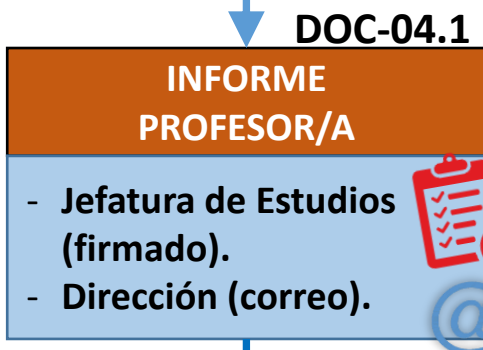 DOC-04.1
INFORME
PROFESOR/A
- Jefatura de Estudios
(firmado).
- Dirección (correo).
@